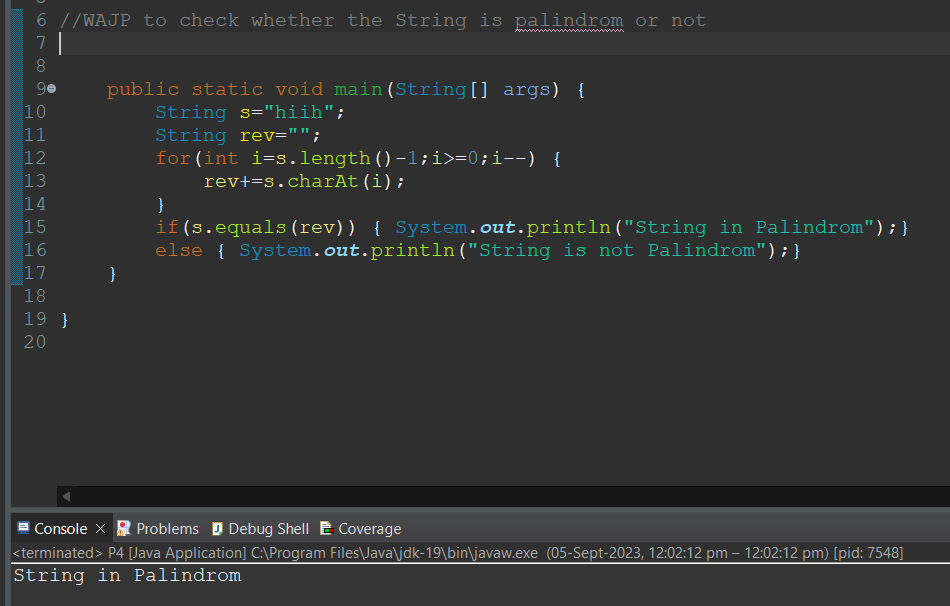 6 //WAJP to check whether the String is palindrom or not
7
8
9 public static void main(String[] args) {
10 String s="hiih";
11 String rev="";
12 for(int i=s.length()-1;i>=0;i--) {
13 rev+=s.charAt(i);
14 }
15 if(s.equals(rev)) { System.out.println("String in Palindrom");}
16 else { System.out.println("String is not Palindrom");}
17 }
18
19 }
20
Console Problems Debug Shell Coverage
<terminated> P4 [Java Application] C:\Program Files\Java\jdk-19\bin\javaw.exe (05-Sept-2023, 12:02:12 pm – 12:02:12 pm) [pid: 7548]
String in Palindrom